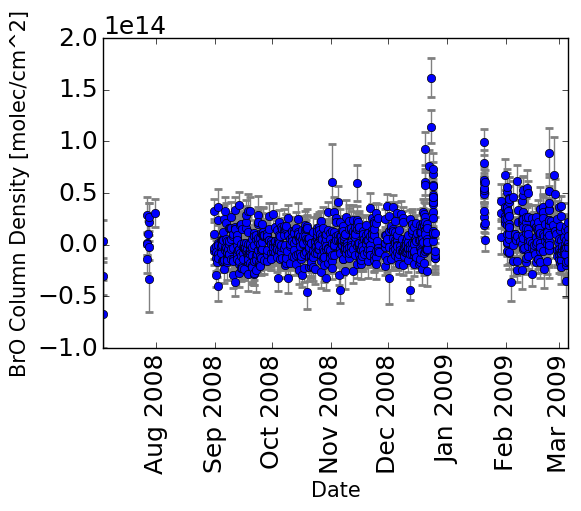 1e14
2.0
1.5
1.0
0.5
0.0
−0.5
−1.0
BrO Column Density [molec/cm^2]
Aug 2008
Sep 2008
Oct 2008
Nov 2008
Dec 2008
Jan 2009
Feb 2009
Mar 2009
Date